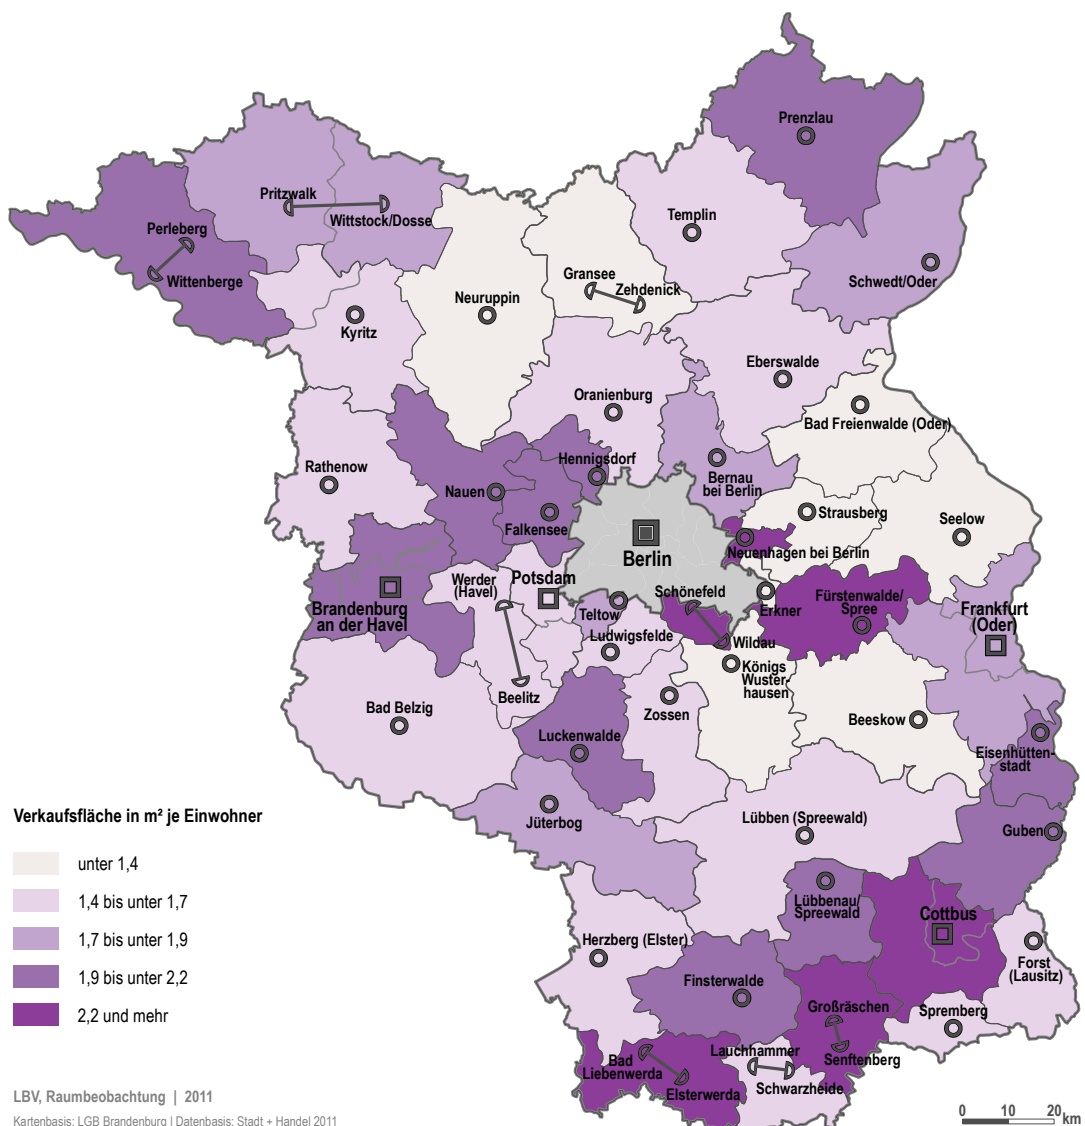 Prenzlau
Pritzwalk
Wittstock/Dosse
Templin
Perleberg
Wittenberge
Schwedt/Oder
Gransee
Zehdenick
Neuruppin
Kyritz
Eberswalde
Oranienburg
Bad Freienwalde (Oder)
Hennigsdorf
Rathenow
Bernau
bei Berlin
Nauen
Falkensee
Strausberg
Seelow
Berlin
Neuenhagen bei Berlin
Werder
(Havel)
Potsdam
Schönefeld
Erkner
Fürstenwalde/
Spree
Brandenburg
an der Havel
Frankfurt
(Oder)
Teltow
Ludwigsfelde
Wildau
Königs
Wuster-
hausen
Beelitz
Bad Belzig
Zossen
Beeskow
Luckenwalde
Eisenhütten-
stadt
Jüterbog
Lübben (Spreewald)
Guben
Verkaufsfläche in m² je Einwohner
unter 1,4
1,4 bis unter 1,7
1,7 bis unter 1,9
1,9 bis unter 2,2
2,2 und mehr
Lübbenau/
Spreewald
Cottbus
Herzberg (Elster)
Forst
(Lausitz)
Finsterwalde
Großräschen
Spremberg
Senftenberg
Lauchhammer
Schwarzheide
Bad
Liebenwerda
Elsterwerda
LBV, Raumbeobachtung | 2011
Kartenbasis: LGB Brandenburg | Datenbasis: Stadt + Handel 2011
0 10 20 km